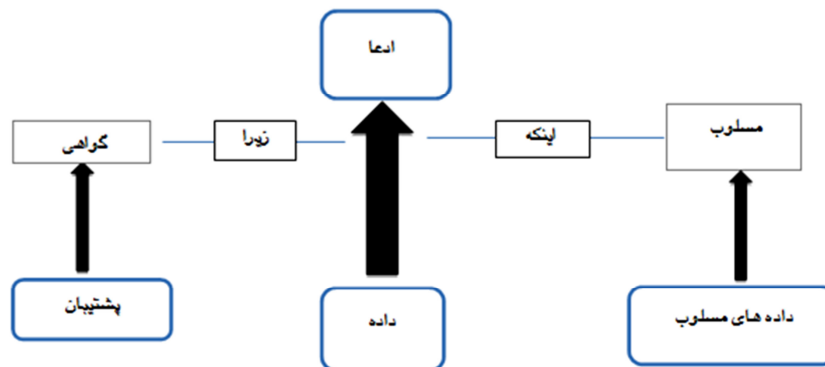 ادعا
مسلوب
اینکه
زیرا
گواهی
داده های مسلوب
داده
پشتیبان